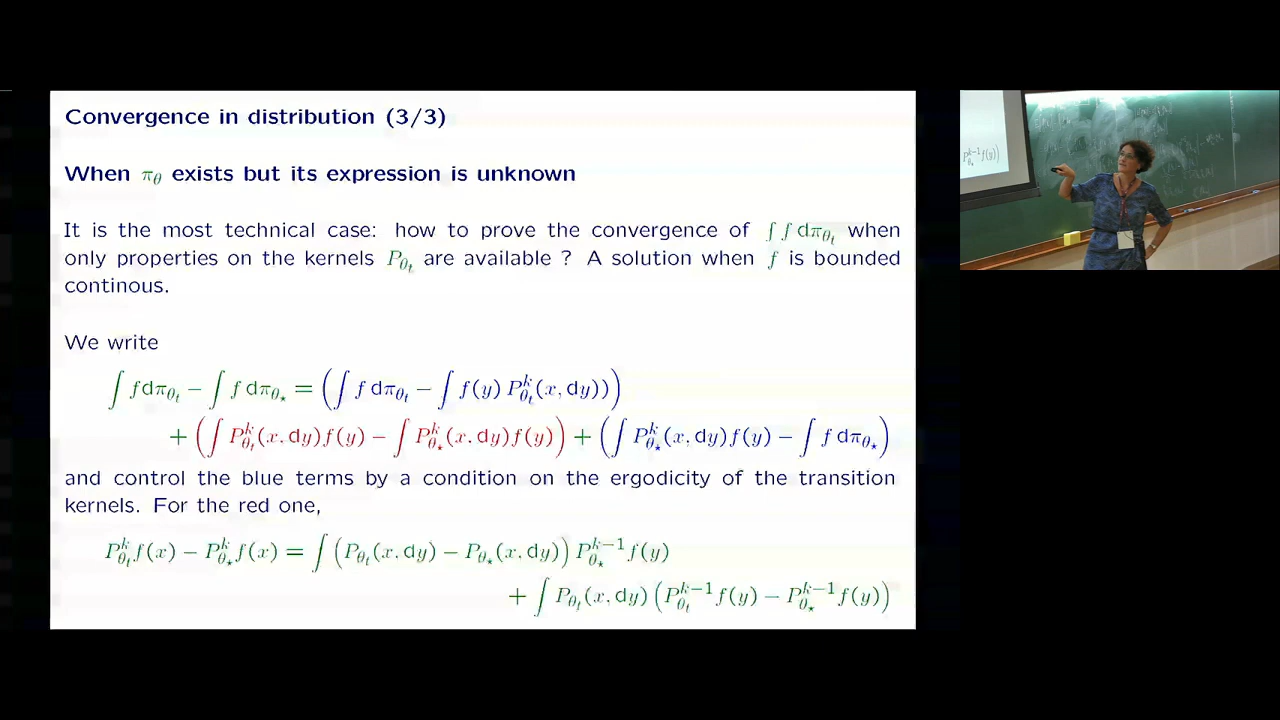 Convergence in distribution (3/3)
When π_θ exists but its expression is unknown
It is the most technical case: how to prove the convergence of ∫ f dπ_{θ_t} when
only properties on the kernels P_{θ_t} are available ? A solution when f is bounded
continous.
We write
∫ f dπ_{θ_t} − ∫ f dπ_{θ_⋆} = (∫ f dπ_{θ_t} − ∫ f(y) P^k_{θ_t}(x, dy))
+ (∫ P^k_{θ_t}(x, dy) f(y) − ∫ P^k_{θ_⋆}(x, dy) f(y)) + (∫ P^k_{θ_⋆}(x, dy) f(y) − ∫ f dπ_{θ_⋆})
and control the blue terms by a condition on the ergodicity of the transition
kernels. For the red one,
P^k_{θ_t} f(x) − P^k_{θ_⋆} f(x) = ∫ (P_{θ_t}(x, dy) − P_{θ_⋆}(x, dy)) P^{k−1}_{θ_⋆} f(y)
+ ∫ P_{θ_t}(x, dy) (P^{k−1}_{θ_t} f(y) − P^{k−1}_{θ_⋆} f(y))
P^{k−1}_{θ_⋆} f(y))